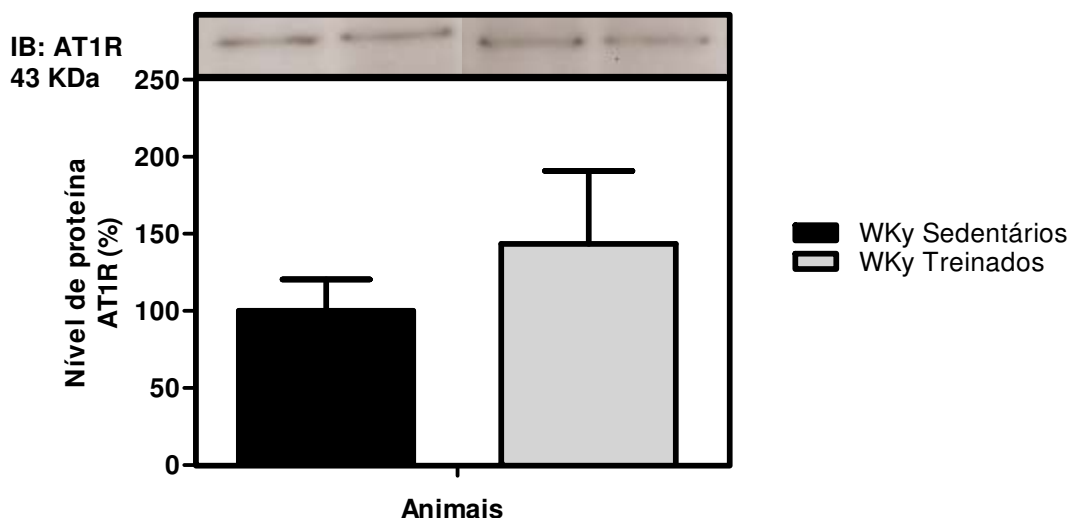 IB: AT1R
43 KDa
250
200
150
100
50
0
Nível de proteína
AT1R (%)
Animais
WKy Sedentários
WKy Treinados